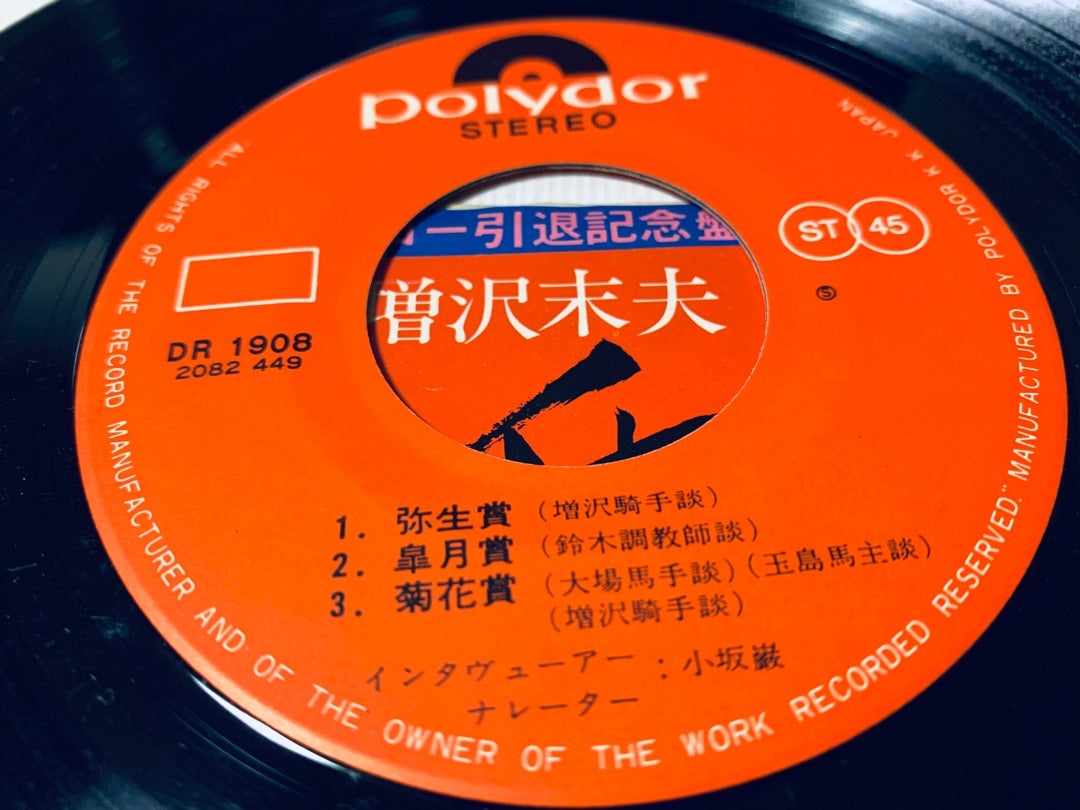 polydor
STEREO
ー引退記念盤
増沢末夫
ST 45
Ⓢ
DR 1908
2082 449
1. 弥生賞 (増沢騎手談)
2. 皐月賞 (鈴木調教師談)
3. 菊花賞 (大場馬手談) (玉島馬主談)
(増沢騎手談)
インタヴューアー : 小坂巌
ナレーター
"ALL RIGHTS OF THE RECORD MANUFACTURER AND OF THE OWNER OF THE WORK RECORDED RESERVED." MANUFACTURED BY POLYDOR K.K. JAPAN